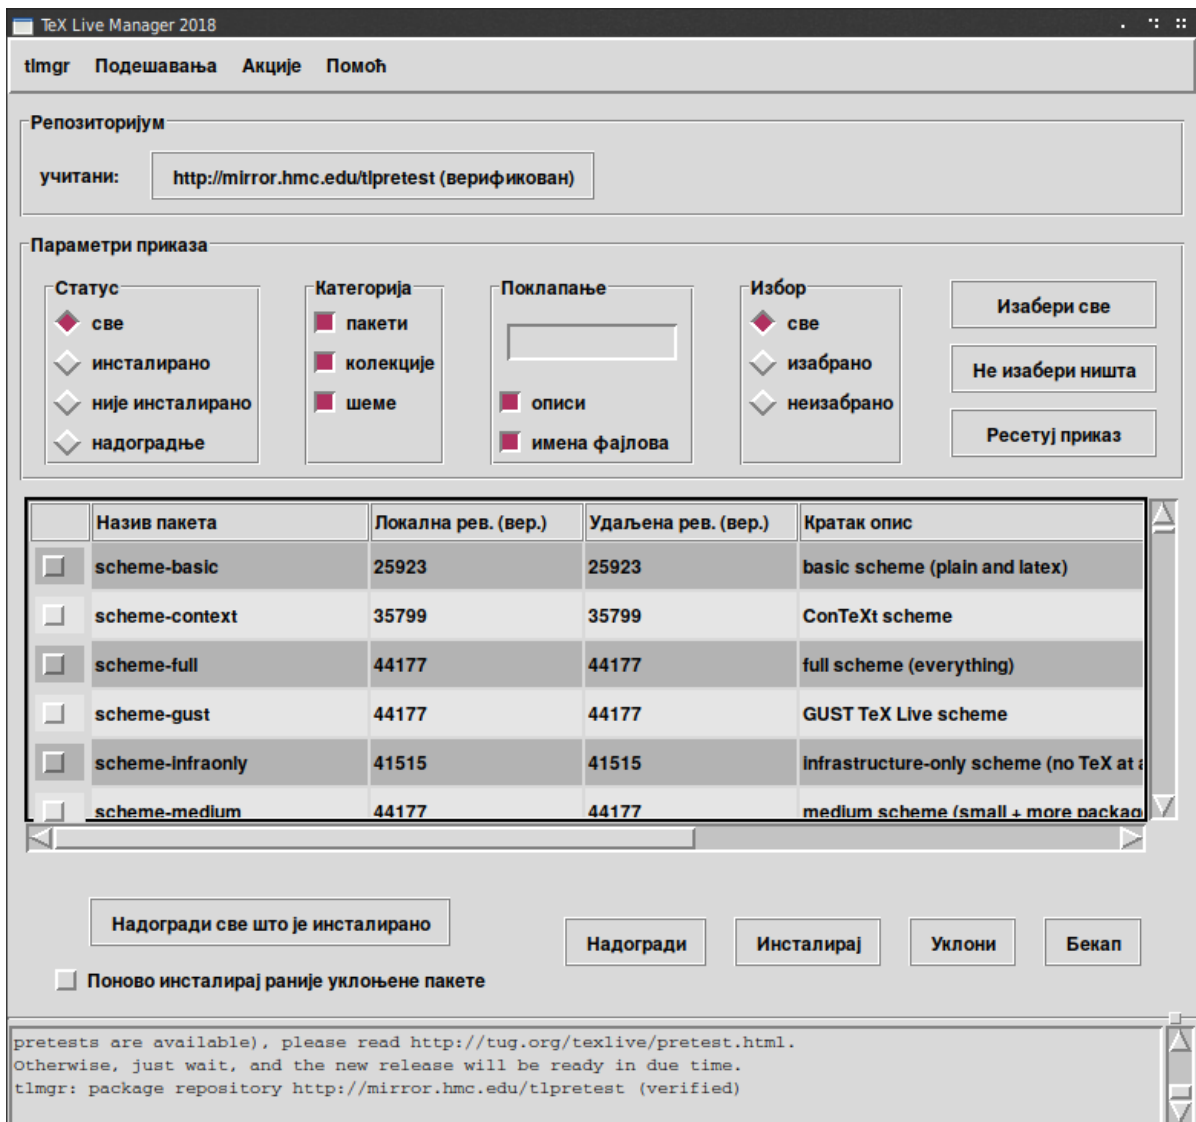 TeX Live Manager 2018
tlmgr Подешавања Акције Помоћ
Репозиторијум
учитани: http://mirror.hmc.edu/tlpretest (верификован)
Параметри приказа
Статус Категорија Поклапање Избор
све пакети све Изабери све
инсталирано колекције изабрано Не изабери ништа
није инсталирано шеме описи неизабрано
надоградње имена фајлова Ресетуј приказ
Назив пакета Локална рев. (вер.) Удаљена рев. (вер.) Кратак опис
scheme-basic 25923 25923 basic scheme (plain and latex)
scheme-context 35799 35799 ConTeXt scheme
scheme-full 44177 44177 full scheme (everything)
scheme-gust 44177 44177 GUST TeX Live scheme
scheme-infraonly 41515 41515 infrastructure-only scheme (no TeX at
scheme-medium 44177 44177 medium scheme (small + more packag
Надогради све што је инсталирано
Надогради Инсталирај Уклони Бекап
Поново инсталирај раније уклоњене пакете
pretests are available), please read http://tug.org/texlive/pretest.html.
Otherwise, just wait, and the new release will be ready in due time.
tlmgr: package repository http://mirror.hmc.edu/tlpretest (verified)